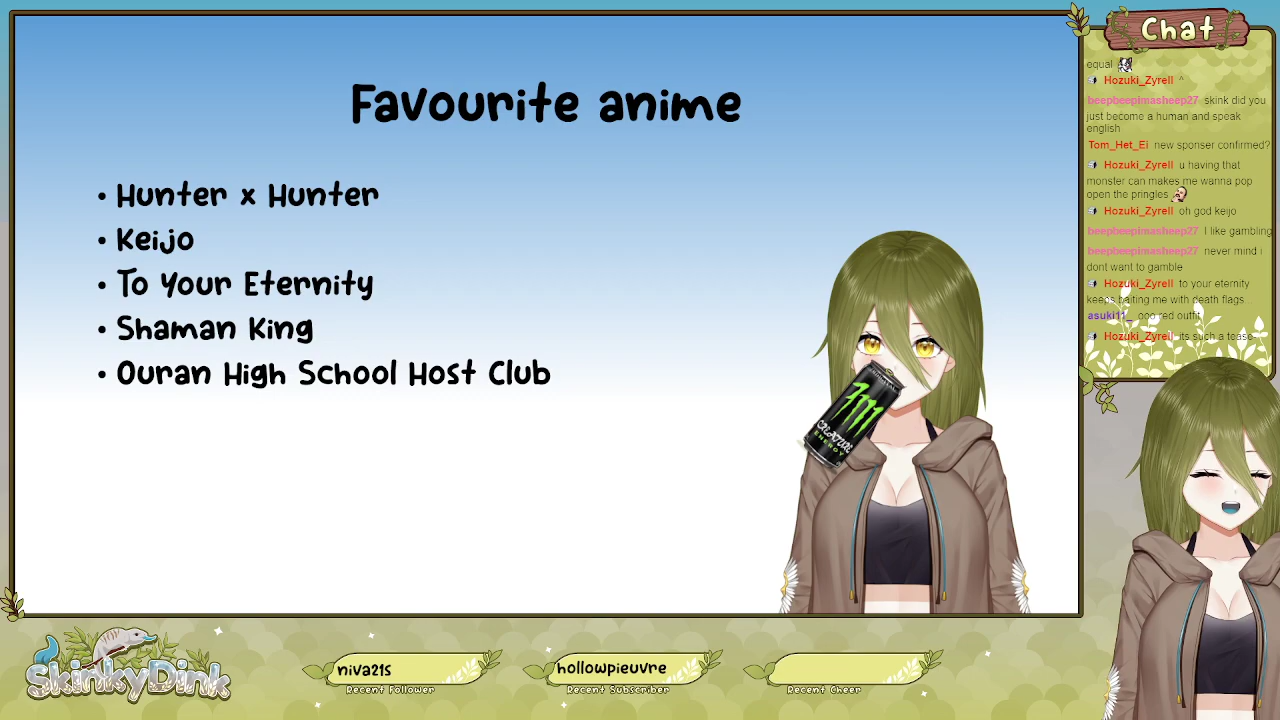 Favourite anime
• Hunter x Hunter
• Keijo
• To Your Eternity
• Shaman King
• Ouran High School Host Club
CREATURE
ENERGY
Chat
equal
Hozuki_Zyrell ^
beepbeepimasheep27 skink did you
just become a human and speak
english
Tom_Het_Ei new sponser confirmed?
Hozuki_Zyrell u having that
monster can makes me wanna pop
open the pringles
Hozuki_Zyrell oh god keijo
beepbeepimasheep27 I like gambling
beepbeepimasheep27 never mind i
dont want to gamble
Hozuki_Zyrell to your eternity
keeps baiting me with death flags...
asuki11_ ooo red outfit
Hozuki_Zyrell its such a tease-
SkinkyDink
niva21s
Recent Follower
hollowpieuvre
Recent Subscriber
Recent Cheer